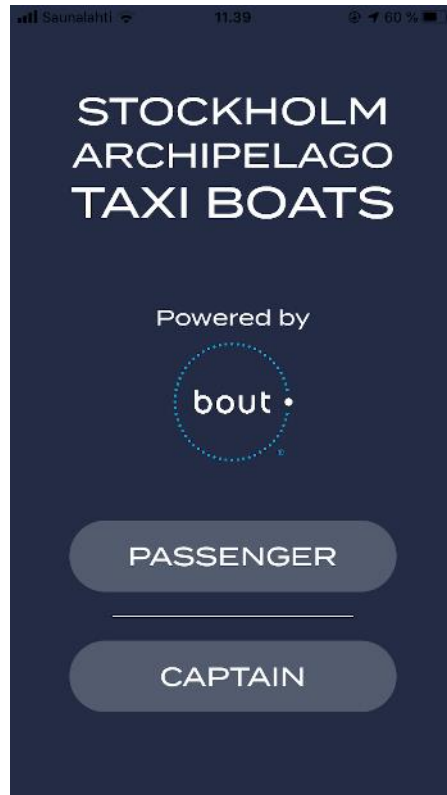 Saunalahti 11.39 60 %
STOCKHOLM
ARCHIPELAGO
TAXI BOATS
Powered by
bout
PASSENGER
CAPTAIN